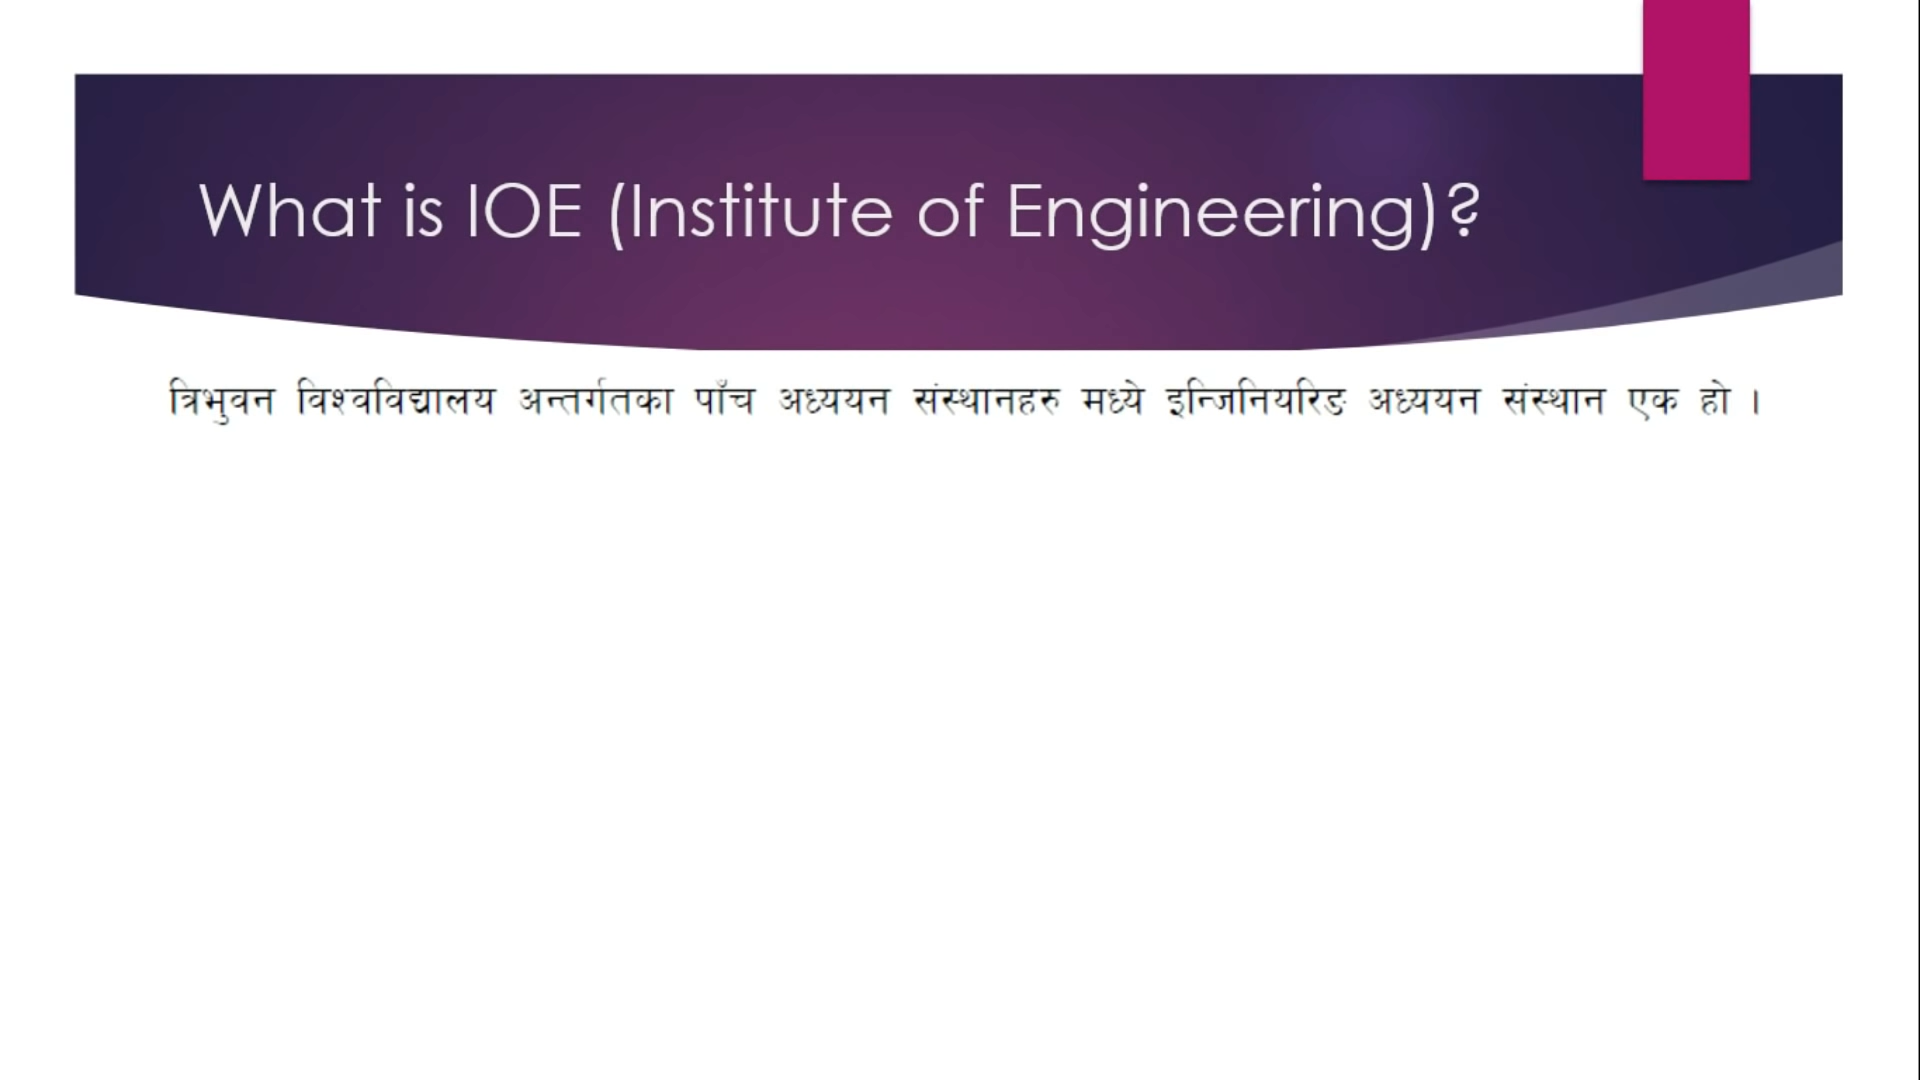 What is IOE (Institute of Engineering)?
त्रिभुवन विश्वविद्यालय अन्तर्गतका पाँच अध्ययन संस्थानहरु मध्ये इन्जिनियरिङ अध्ययन संस्थान एक हो ।